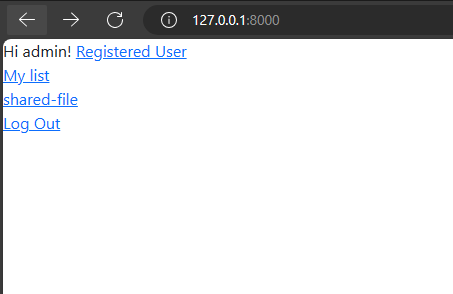 127.0.0.1:8000
Hi admin! Registered User
My list
shared-file
Log Out